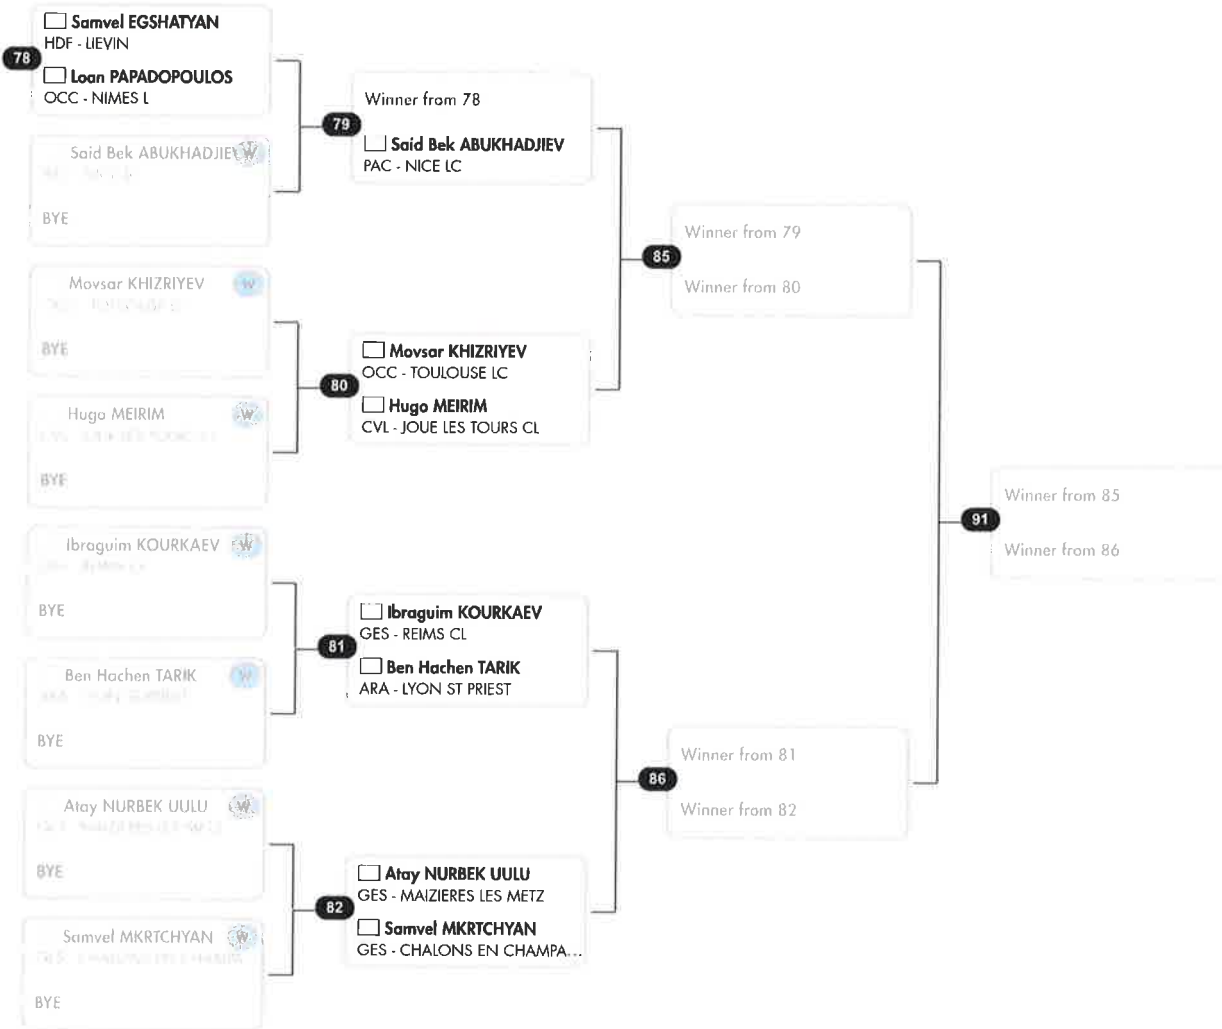 78
Samvel EGSHATYAN
HDF - LIEVIN
Loan PAPADOPOULOS
OCC - NIMES L
Said Bek ABUKHADJIEV
W
BYE
Movsar KHIZRIYEV
W
BYE
Hugo MEIRIM
W
BYE
Ibraguim KOURKAEV
W
BYE
Ben Hachen TARIK
W
BYE
Atay NURBEK UULU
W
BYE
Samvel MKRTCHYAN
W
BYE
79
Winner from 78
Said Bek ABUKHADJIEV
PAC - NICE LC
80
Movsar KHIZRIYEV
OCC - TOULOUSE LC
Hugo MEIRIM
CVL - JOUE LES TOURS CL
81
Ibraguim KOURKAEV
GES - REIMS CL
Ben Hachen TARIK
ARA - LYON ST PRIEST
82
Atay NURBEK UULU
GES - MAIZIERES LES METZ
Samvel MKRTCHYAN
GES - CHALONS EN CHAMPA...
85
Winner from 79
Winner from 80
86
Winner from 81
Winner from 82
91
Winner from 85
Winner from 86